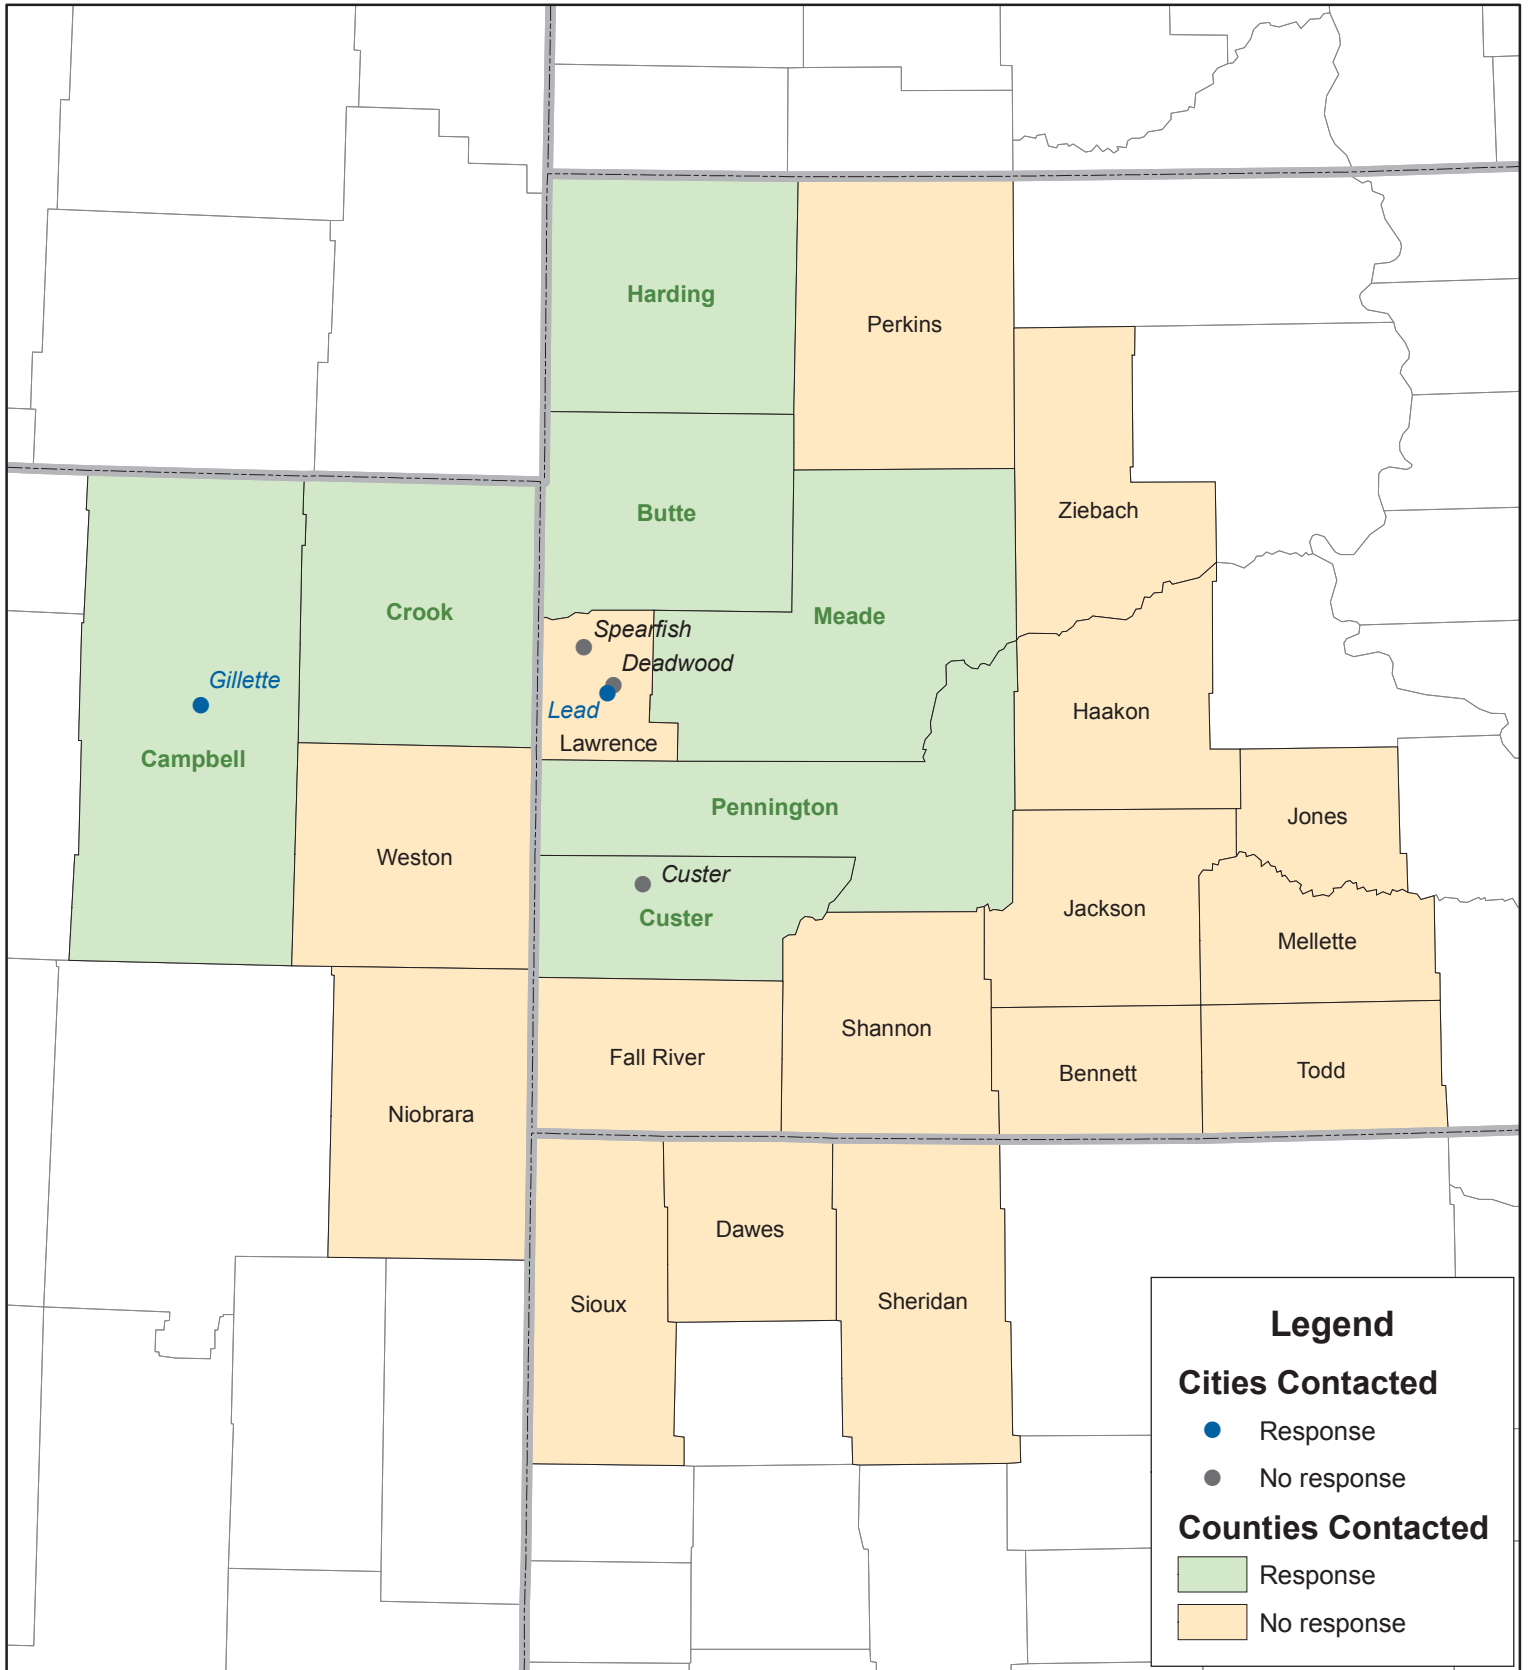 Harding
Perkins
Ziebach
Butte
Crook
Meade
Spearfish
Deadwood
Gillette
Lead
Haakon
Lawrence
Campbell
Pennington
Jones
Weston
Custer
Custer
Jackson
Mellette
Shannon
Fall River
Bennett
Todd
Niobrara
Dawes
Sioux
Sheridan
Legend
Cities Contacted
Response
No response
Counties Contacted
Response
No response